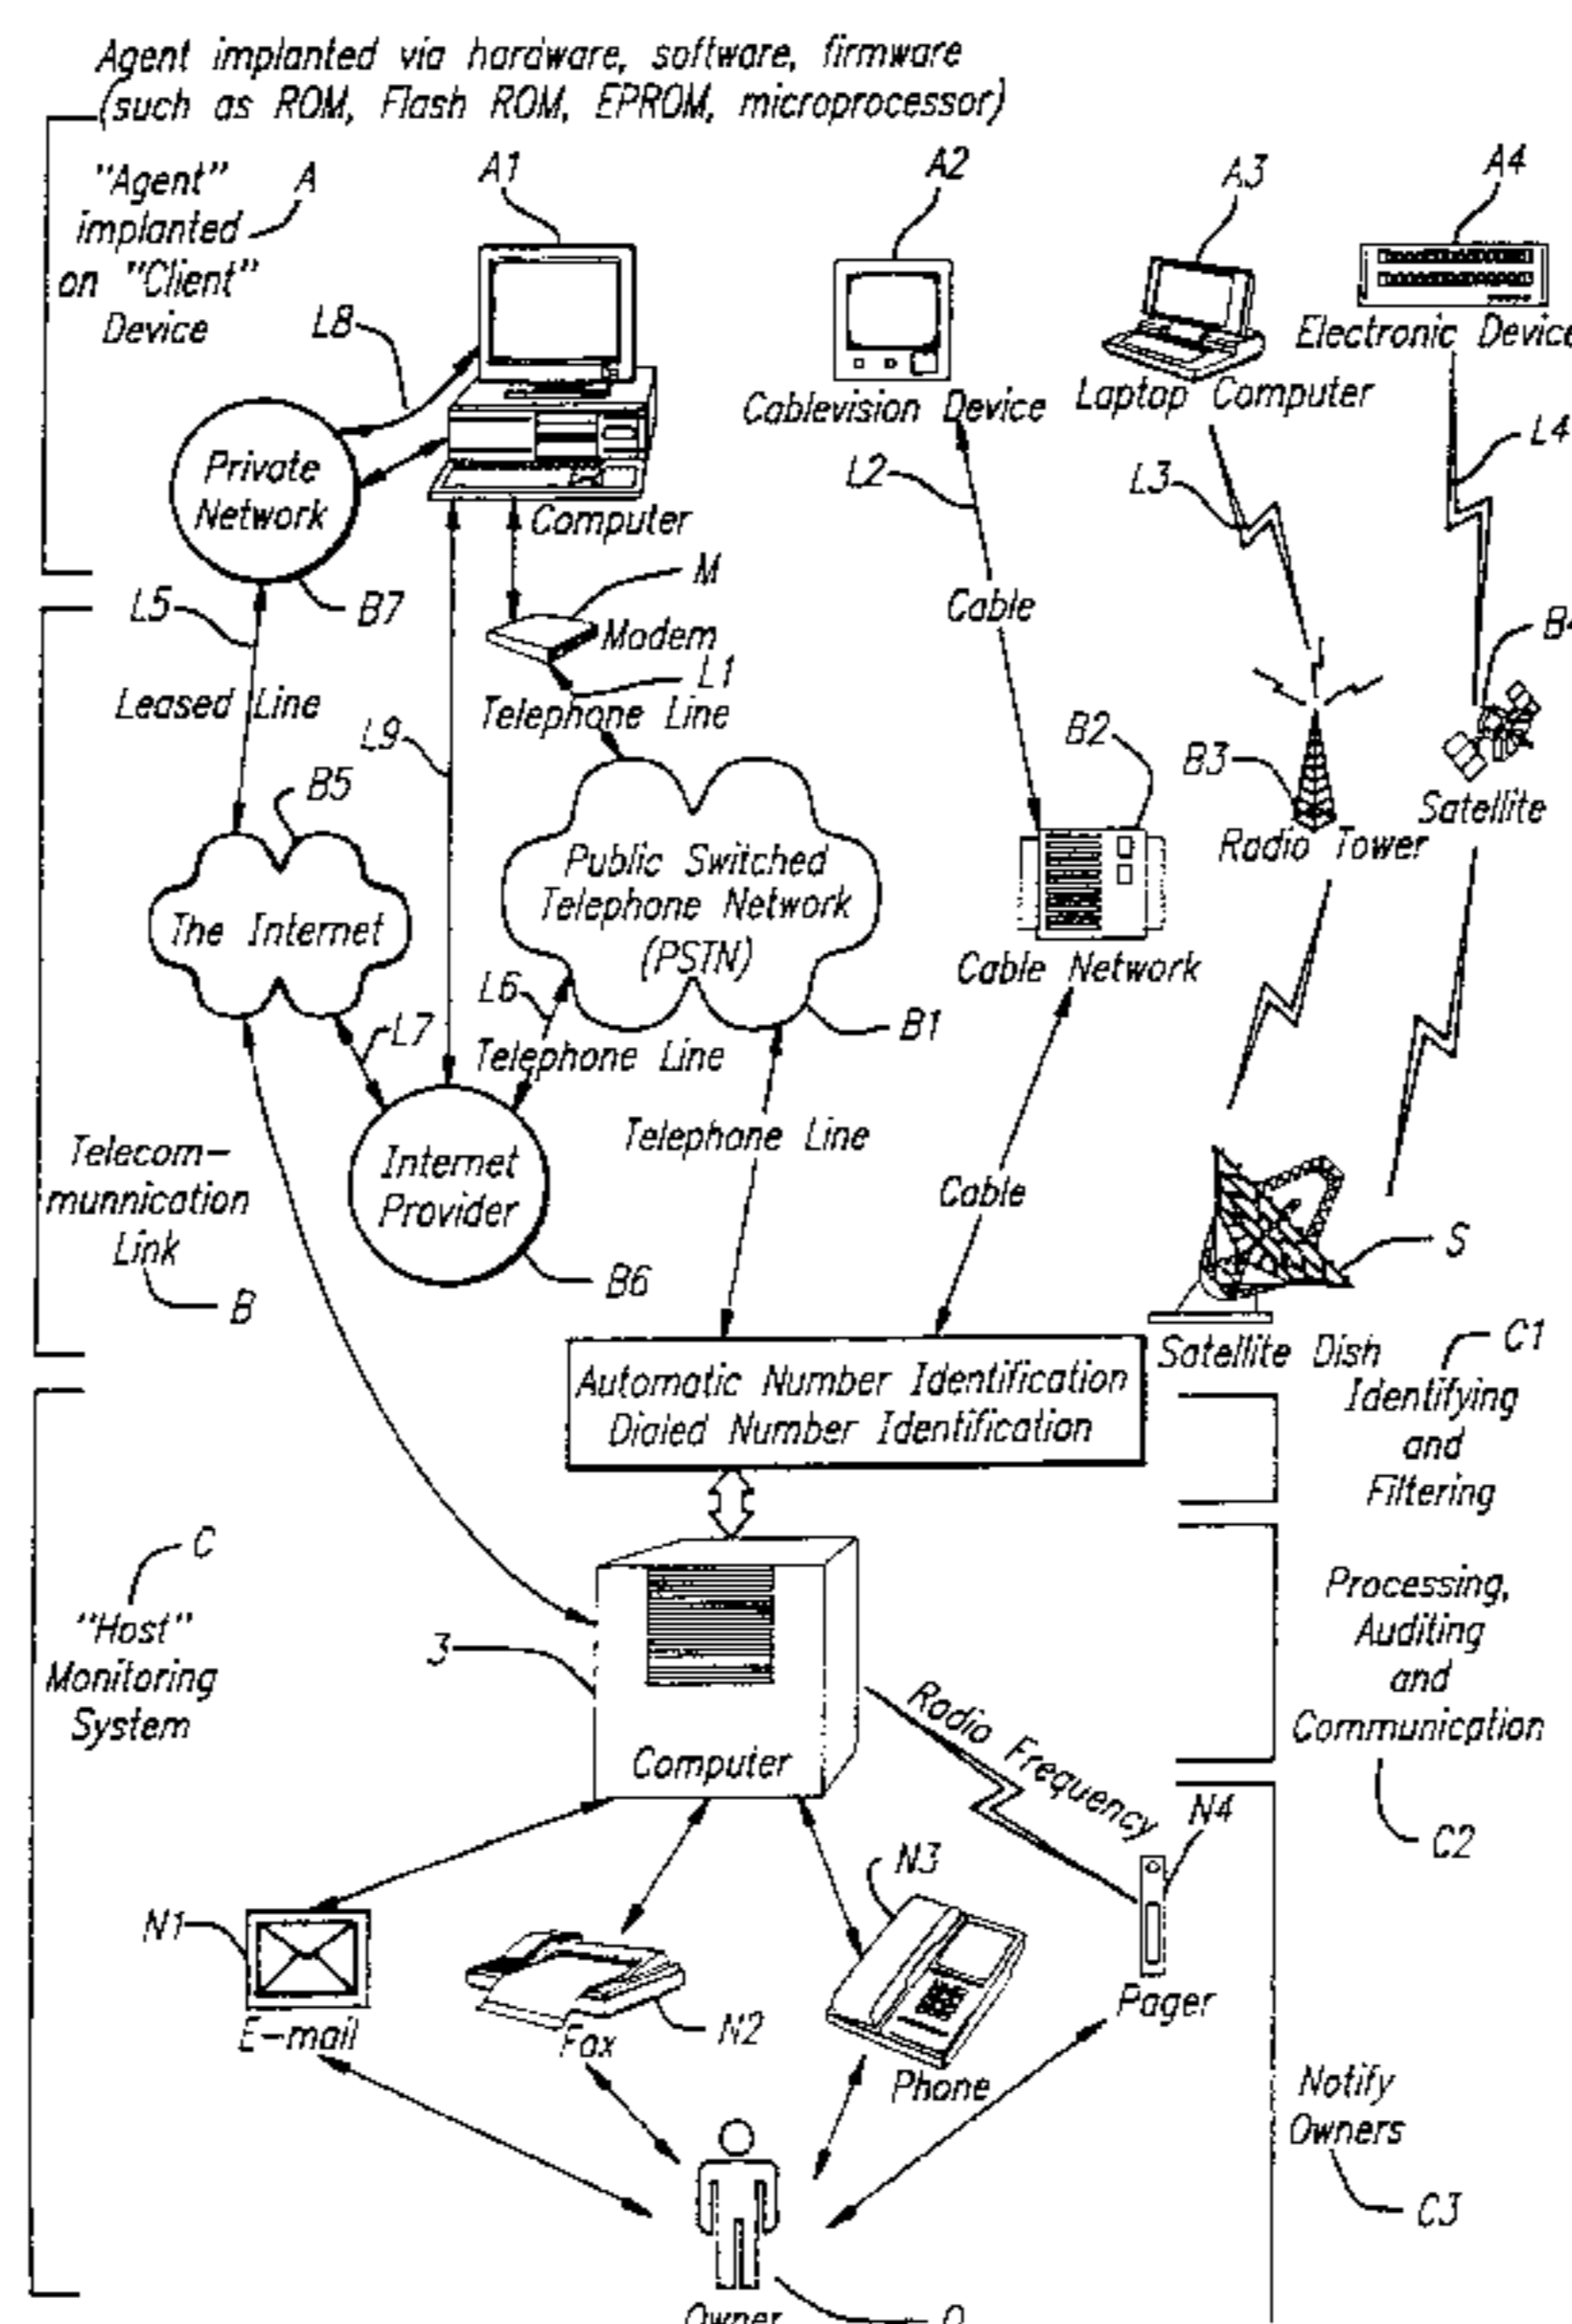 Agent implanted via hardware, software, firmware
(such as ROM, Flash ROM, EPROM, microprocessor)
"Agent"
implanted
on "Client"
Device
A
A1
A2
A3
A4
L8
Private
Network
Computer
Cablevision Device
Laptop Computer
Electronic Device
L2
L3
L4
L5
B7
M
Modem
L1
Telephone Line
Cable
Leased Line
L9
B5
B2
B3
B4
Radio Tower
Satellite
The Internet
Public Switched
Telephone Network
(PSTN)
Cable Network
L6
L7
Telephone Line
B1
Telephone Line
Cable
Telecom-
munnication
Link
B
Internet
Provider
B6
S
Satellite Dish
Automatic Number Identification
Dialed Number Identification
C1
Identifying
and
Filtering
C
"Host"
Monitoring
System
3
Computer
Radio Frequency
Processing,
Auditing
and
Communication
C2
N1
E-mail
N2
Fax
N3
Phone
N4
Pager
Notify
Owners
C3
Owner